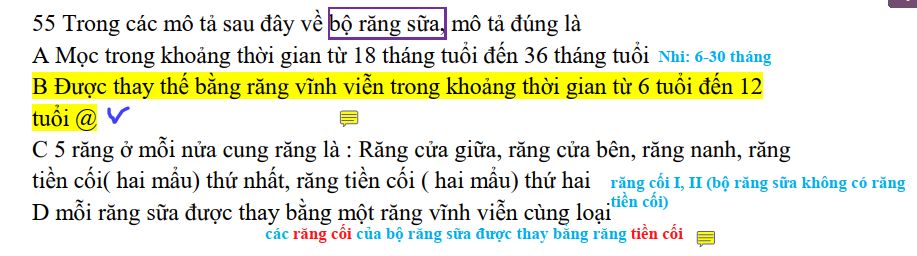 55 Trong các mô tả sau đây về bộ răng sữa, mô tả đúng là
A Mọc trong khoảng thời gian từ 18 tháng tuổi đến 36 tháng tuổi Nhi: 6-30 tháng
B Được thay thế bằng răng vĩnh viễn trong khoảng thời gian từ 6 tuổi đến 12
tuổi @
C 5 răng ở mỗi nửa cung răng là : Răng cửa giữa, răng cửa bên, răng nanh, răng
tiền cối( hai mẩu) thứ nhất, răng tiền cối ( hai mẩu) thứ hai răng cối I, II (bộ răng sữa không có răng
tiền cối)
D mỗi răng sữa được thay bằng một răng vĩnh viễn cùng loại
các răng cối của bộ răng sữa được thay băng răng tiền cối